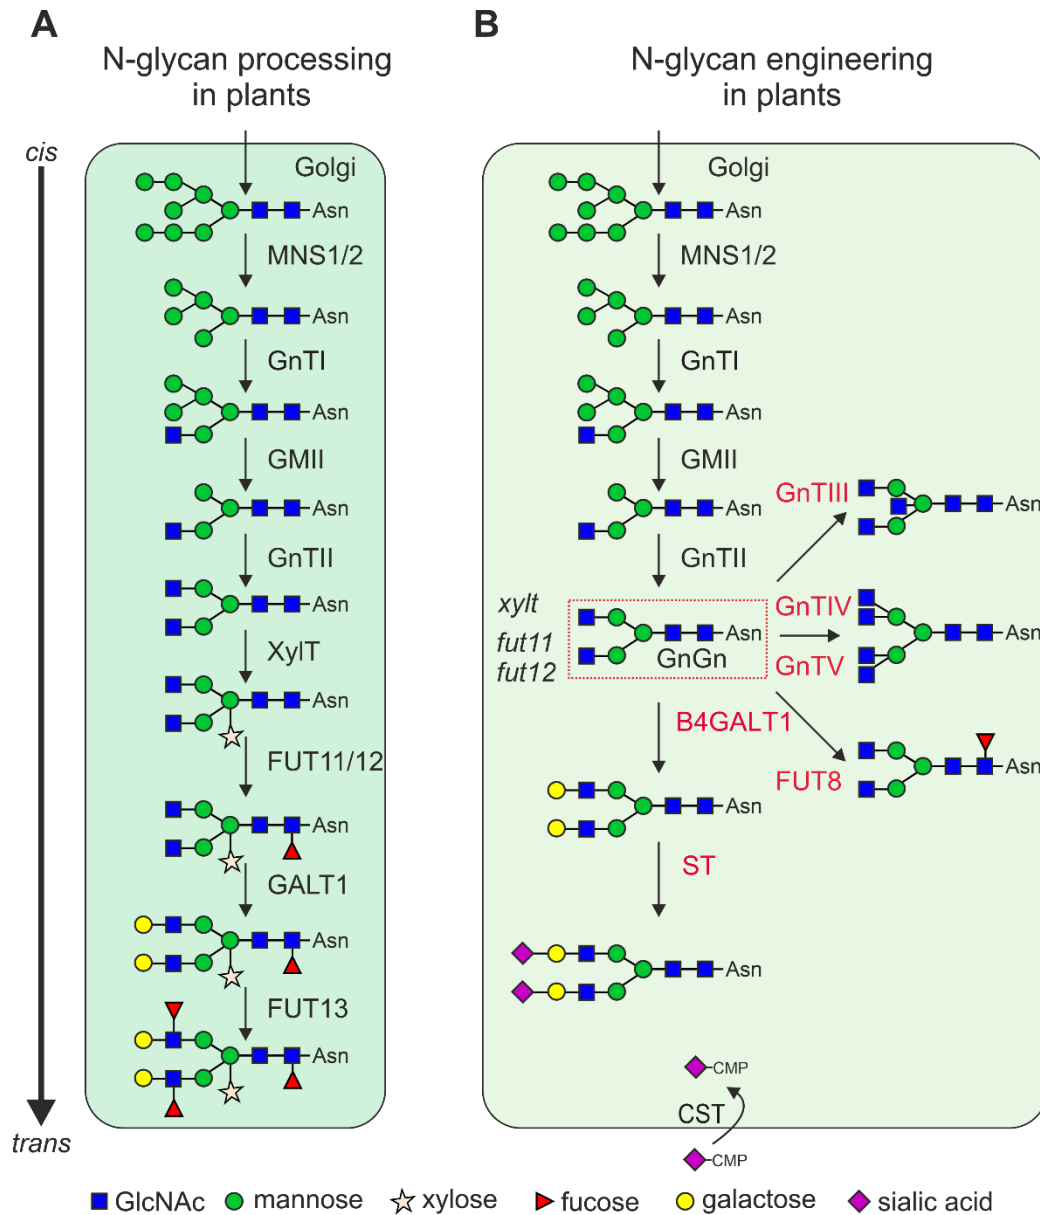 A
N-glycan processing
in plants
cis
Golgi
Asn
MNS1/2
Asn
GnTI
Asn
GMII
Asn
GnTII
Asn
XylT
Asn
FUT11/12
Asn
GALT1
Asn
FUT13
Asn
trans
B
N-glycan engineering
in plants
Golgi
Asn
MNS1/2
Asn
GnTI
Asn
GMII
Asn
GnTII
xylt
fut11
fut12
Asn
GnGn
GnTIII
Asn
GnTIV
Asn
GnTV
B4GALT1
FUT8
Asn
Asn
ST
Asn
CMP
CST
CMP
GlcNAc mannose xylose fucose galactose sialic acid